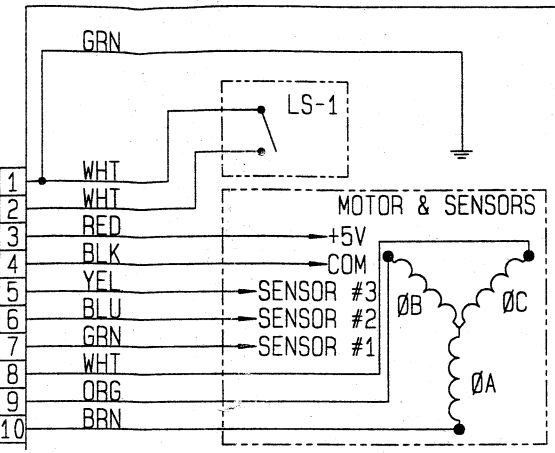 GRN
LS-1
1 WHT
2 WHT
MOTOR & SENSORS
3 RED +5V
4 BLK COM
5 YEL SENSOR #3
6 BLU SENSOR #2
7 GRN SENSOR #1
ØB ØC
8 WHT
9 ORG ØA
10 BRN